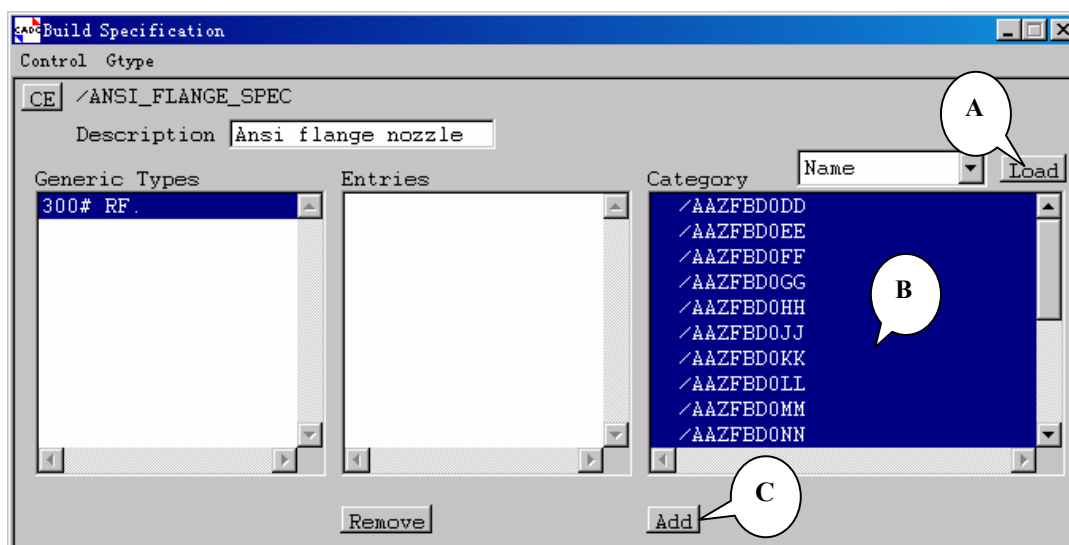 CADC Build Specification
Control Gtype
CE /ANSI_FLANGE_SPEC
A
Description Ansi flange nozzle
Name Load
Generic Types Entries Category
300# RF.
/AAZFBD0DD
/AAZFBD0EE
/AAZFBD0FF
/AAZFBD0GG
B
/AAZFBD0HH
/AAZFBD0JJ
/AAZFBD0KK
/AAZFBD0LL
/AAZFBD0MM
/AAZFBD0NN
C
Remove Add